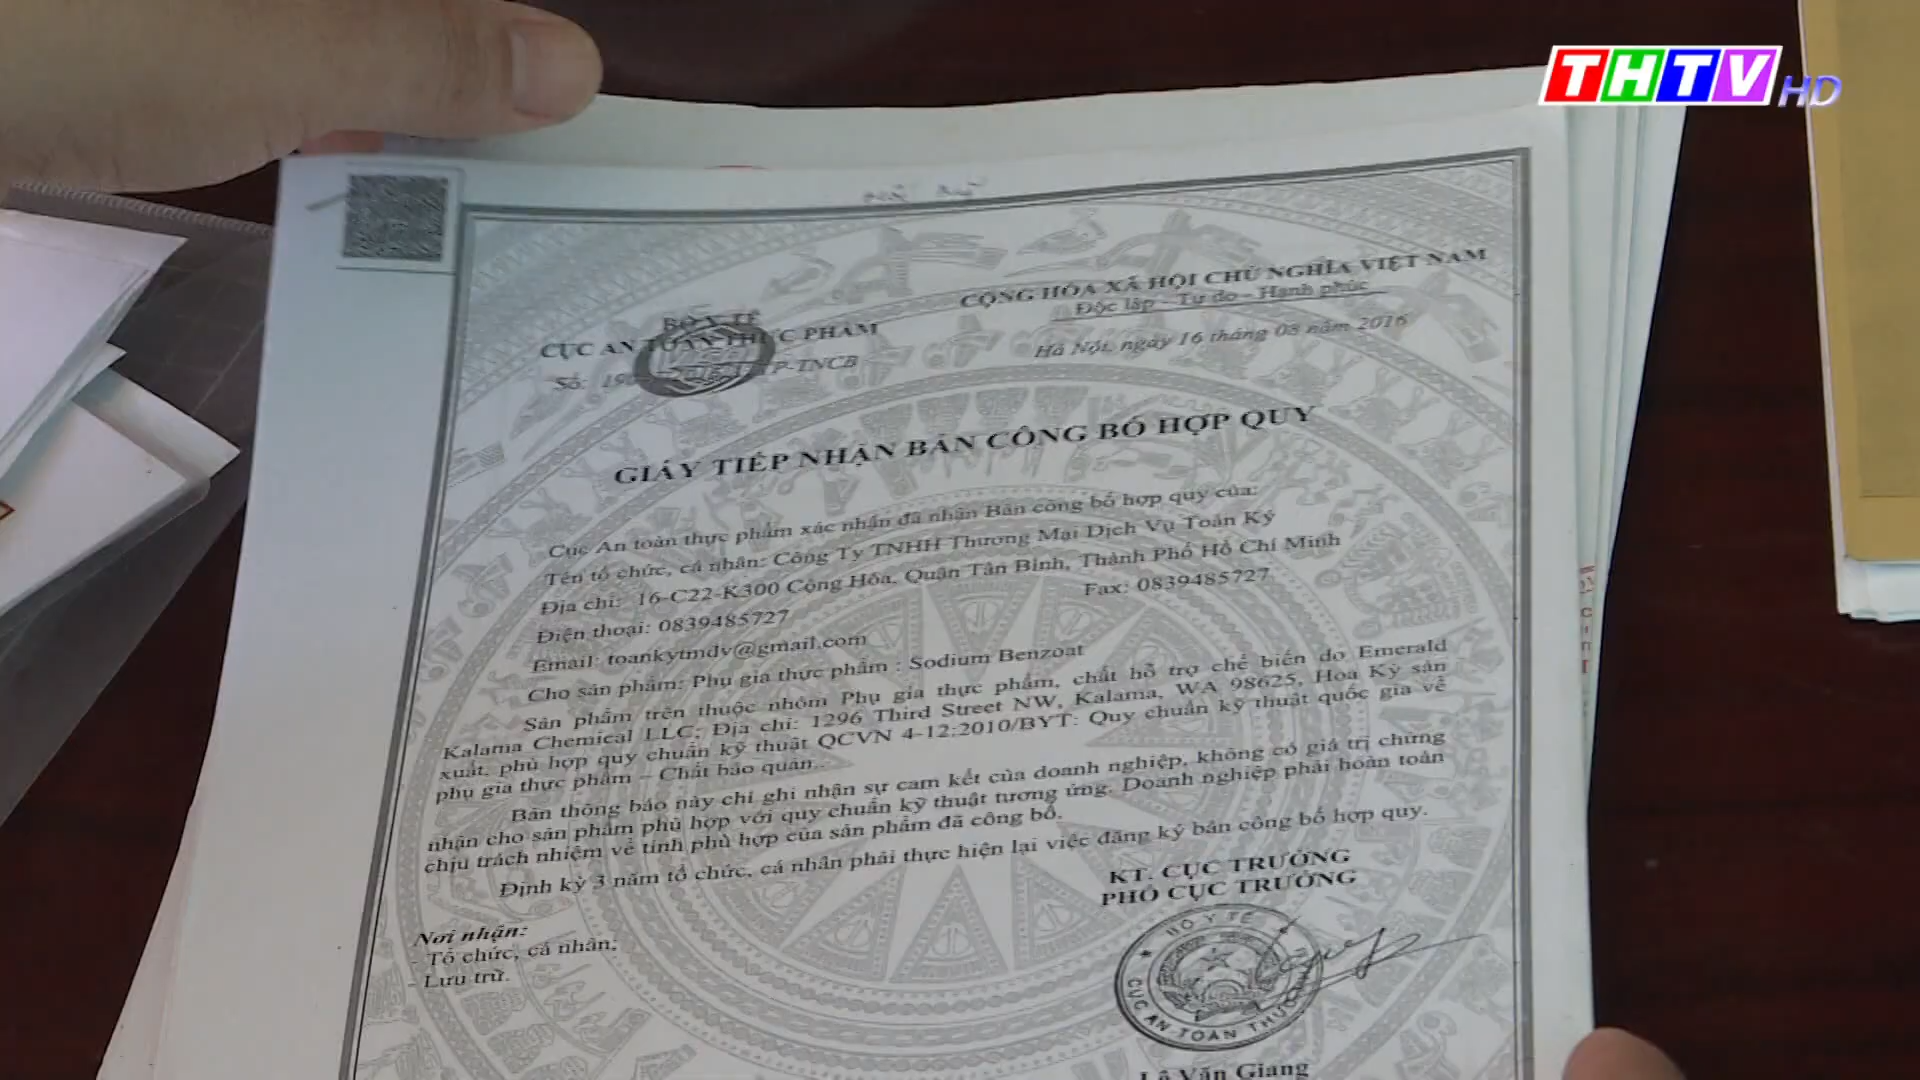 THTV HD
CỘNG HÒA XÃ HỘI CHỦ NGHĨA VIỆT NAM
Độc lập - Tự do - Hạnh phúc
BỘ Y TẾ
CỤC AN TOÀN THỰC PHẨM
Số:
Hà Nội, ngày 16 tháng 08 năm 2016
GIẤY TIẾP NHẬN BẢN CÔNG BỐ HỢP QUY
Cục An toàn thực phẩm xác nhận đã nhận Bản công bố hợp quy của:
Tên tổ chức, cá nhân: Công Ty TNHH Thương Mại Dịch Vụ Toàn Ký
Địa chỉ: 16-C22-K300 Cộng Hòa, Quận Tân Bình, Thành Phố Hồ Chí Minh
Điện thoại: 0839485727 Fax: 0839485727
Email: toankytmdv@gmail.com
Cho sản phẩm: Phụ gia thực phẩm : Sodium Benzoat
Sản phẩm trên thuộc nhóm Phụ gia thực phẩm, chất hỗ trợ chế biến do Emerald
Kalama Chemical LLC; Địa chỉ: 1296 Third Street NW, Kalama, WA 98625, Hoa Kỳ sản
xuất, phù hợp quy chuẩn kỹ thuật QCVN 4-12:2010/BYT: Quy chuẩn kỹ thuật quốc gia về
phụ gia thực phẩm – Chất bảo quản..
Bản thông báo này chỉ ghi nhận sự cam kết của doanh nghiệp, không có giá trị chứng
nhận cho sản phẩm phù hợp với quy chuẩn kỹ thuật tương ứng. Doanh nghiệp phải hoàn toàn
chịu trách nhiệm về tính phù hợp của sản phẩm đã công bố.
Định kỳ 3 năm tổ chức, cá nhân phải thực hiện lại việc đăng ký bản công bố hợp quy.
KT. CỤC TRƯỞNG
PHÓ CỤC TRƯỞNG
Nơi nhận:
- Tổ chức, cá nhân;
- Lưu trữ.
BỘ Y TẾ
CỤC AN TOÀN THỰC
Văn Giang